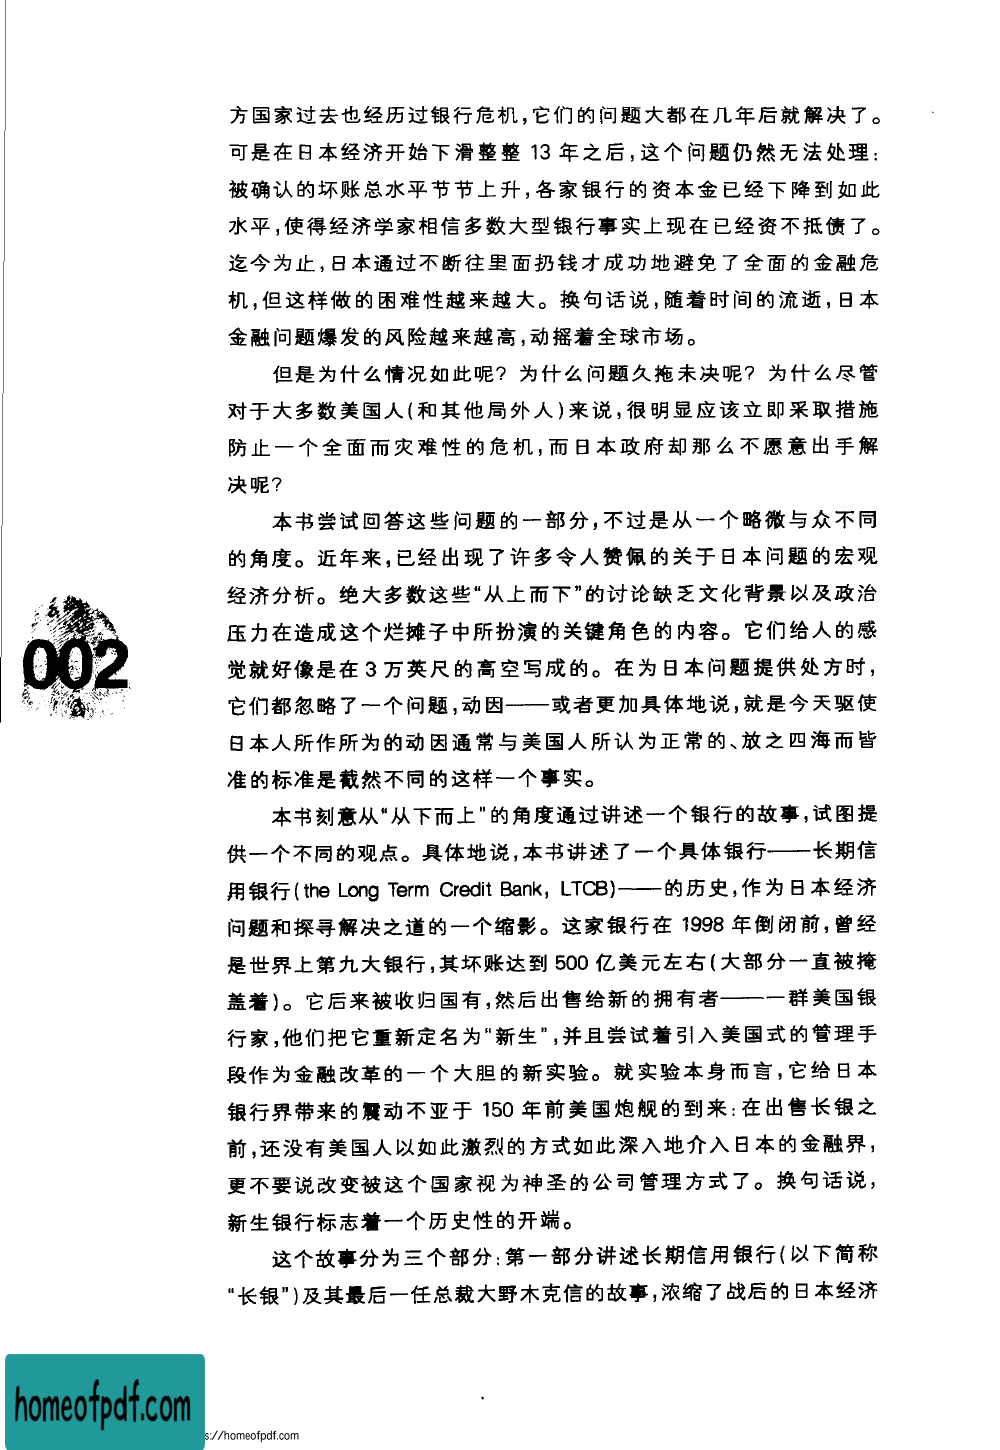 方国家过去也经历过银行危机,它们的问题大都在几年后就解决了。
可是在日本经济开始下滑整整 13 年之后,这个问题仍然无法处理:
被确认的坏账总水平节节上升,各家银行的资本金已经下降到如此
水平,使得经济学家相信多数大型银行事实上现在已经资不抵债了。
迄今为止,日本通过不断往里面扔钱才成功地避免了全面的金融危
机,但这样做的困难性越来越大。换句话说,随着时间的流逝,日本
金融问题爆发的风险越来越高,动摇着全球市场。
但是为什么情况如此呢? 为什么问题久拖未决呢? 为什么尽管
对于大多数美国人(和其他局外人)来说,很明显应该立即采取措施
防止一个全面而灾难性的危机,而日本政府却那么不愿意出手解
决呢?
本书尝试回答这些问题的一部分,不过是从一个略微与众不同
的角度。近年来,已经出现了许多令人赞佩的关于日本问题的宏观
经济分析。绝大多数这些“从上而下”的讨论缺乏文化背景以及政治
压力在造成这个烂摊子中所扮演的关键角色的内容。它们给人的感
觉就好像是在 3 万英尺的高空写成的。在为日本问题提供处方时,
它们都忽略了一个问题,动因——或者更加具体地说,就是今天驱使
日本人所作所为的动因通常与美国人所认为正常的、放之四海而皆
准的标准是截然不同的这样一个事实。
本书刻意从“从下而上”的角度通过讲述一个银行的故事,试图提
供一个不同的观点。具体地说,本书讲述了一个具体银行——长期信
用银行(the Long Term Credit Bank, LTCB)——的历史,作为日本经济
问题和探寻解决之道的一个缩影。这家银行在 1998 年倒闭前,曾经
是世界上第九大银行,其坏账达到 500 亿美元左右(大部分一直被掩
盖着)。它后来被收归国有,然后出售给新的拥有者——一群美国银
行家,他们把它重新定名为“新生”,并且尝试着引入美国式的管理手
段作为金融改革的一个大胆的新实验。就实验本身而言,它给日本
银行界带来的震动不亚于 150 年前美国炮舰的到来:在出售长银之
前,还没有美国人以如此激烈的方式如此深入地介入日本的金融界,
更不要说改变被这个国家视为神圣的公司管理方式了。换句话说,
新生银行标志着一个历史性的开端。
这个故事分为三个部分:第一部分讲述长期信用银行(以下简称
“长银”)及其最后一任总裁大野木克信的故事,浓缩了战后的日本经济
002
homeofpdf.com
s://homeofpdf.com